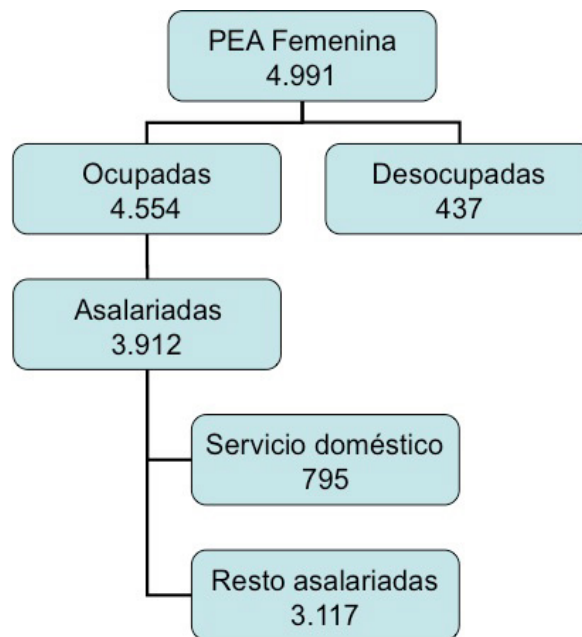 PEA Femenina
4.991
Ocupadas
4.554
Desocupadas
437
Asalariadas
3.912
Servicio doméstico
795
Resto asalariadas
3.117